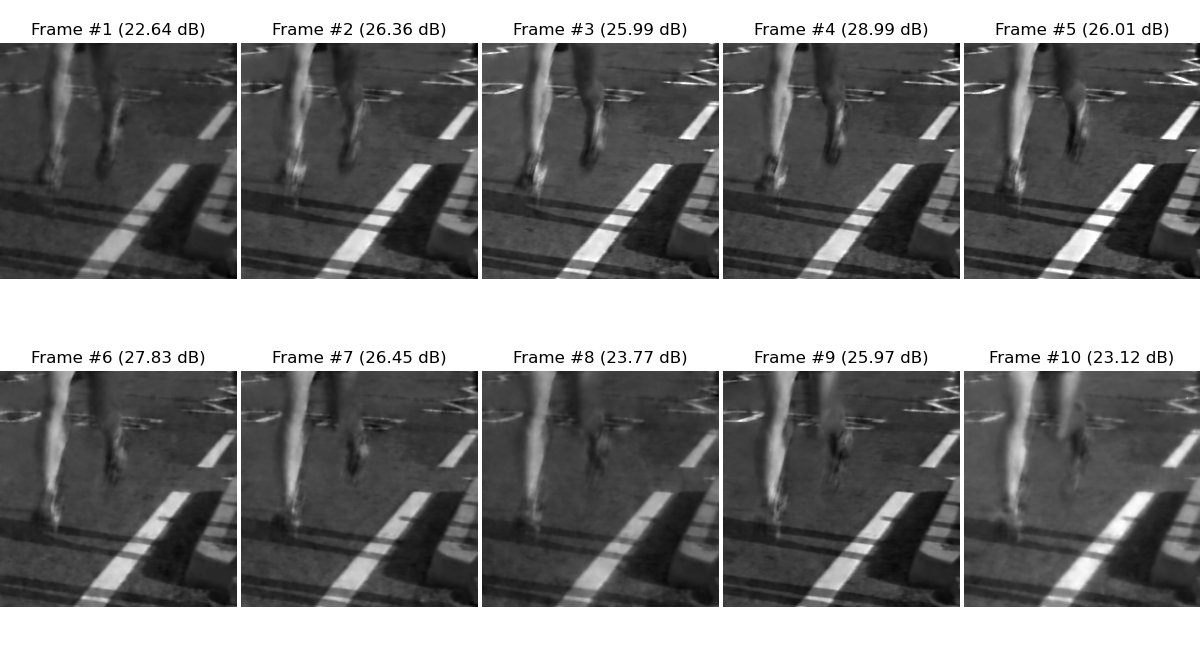 Frame #1 (22.64 dB)
Frame #2 (26.36 dB)
Frame #3 (25.99 dB)
Frame #4 (28.99 dB)
Frame #5 (26.01 dB)
Frame #6 (27.83 dB)
Frame #7 (26.45 dB)
Frame #8 (23.77 dB)
Frame #9 (25.97 dB)
Frame #10 (23.12 dB)